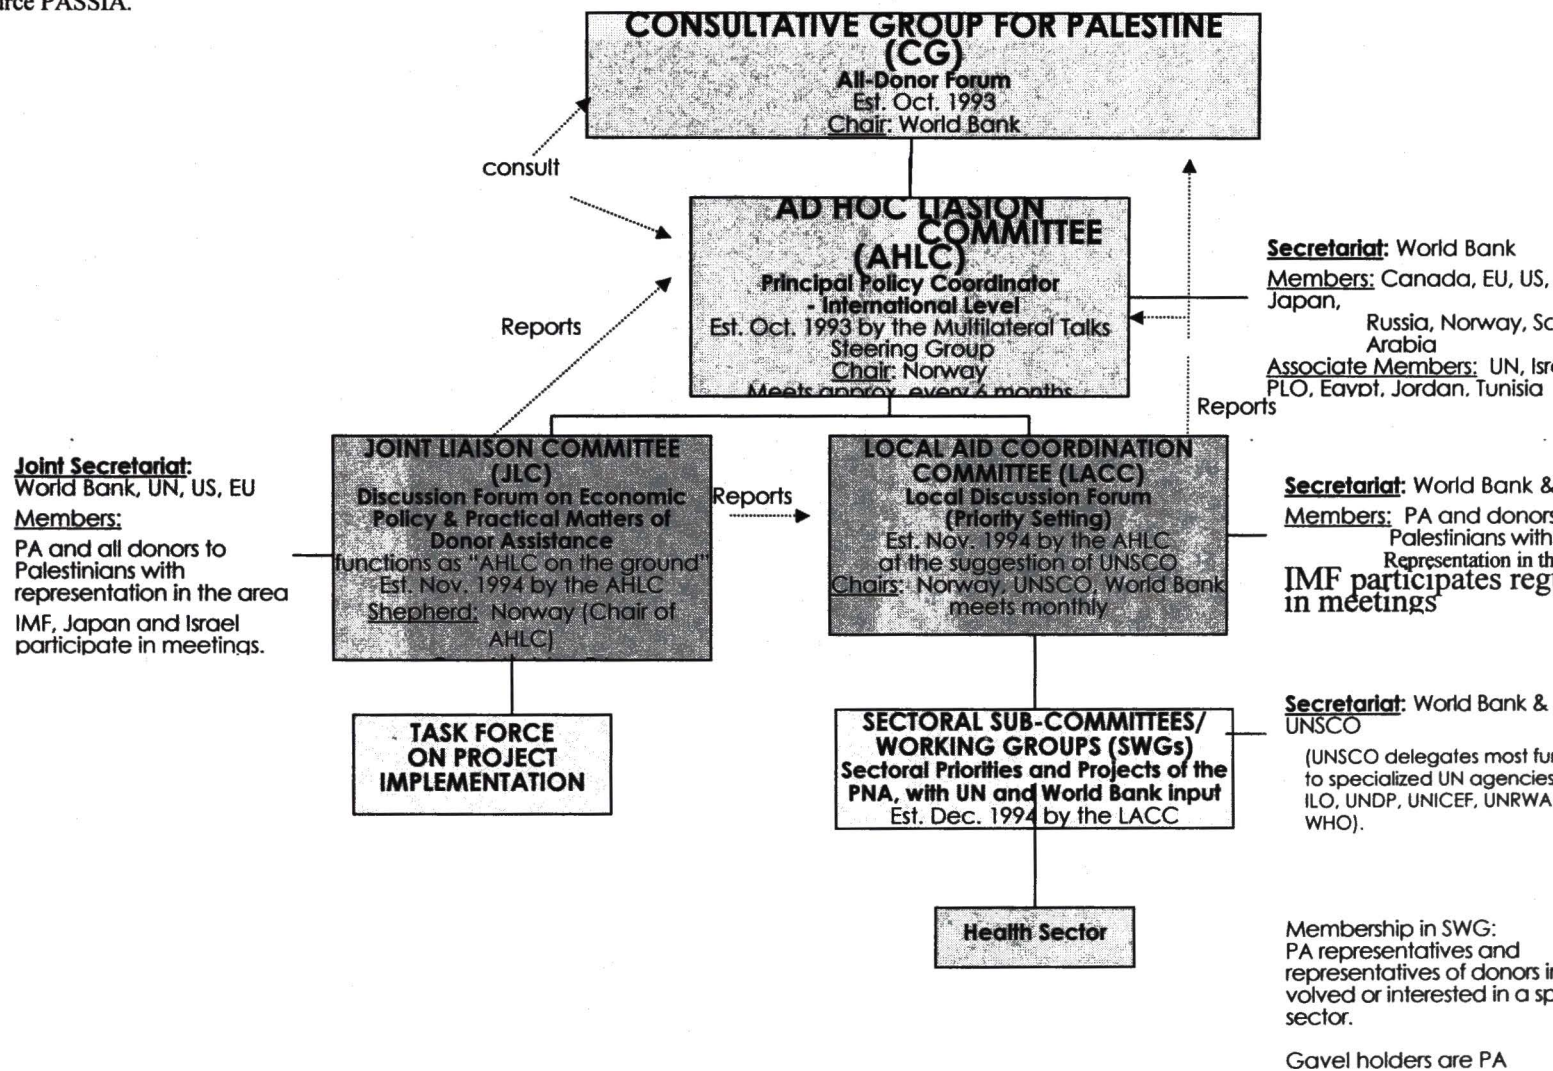 PASSIA.
CONSULTATIVE GROUP FOR PALESTINE
(CG)
All-Donor Forum
Est. Oct. 1993
Chair: World Bank
consult
AD HOC LIASION
COMMITTEE
(AHLC)
Principal Policy Coordinator
- International Level
Est. Oct. 1993 by the Multilateral Talks
Steering Group
Chair: Norway
Meets approx. every 6 months
Secretariat: World Bank
Members: Canada, EU, US,
Japan,
Russia, Norway,
Arabia
Associate Members: UN,
PLO, Egypt, Jordan, Tunisia
Reports
Reports
Joint Secretariat:
World Bank, UN, US, EU
Members:
PA and all donors to
Palestinians with
representation in the area
IMF, Japan and Israel
participate in meetings.
JOINT LIAISON COMMITTEE
(JLC)
Discussion Forum on Economic
Policy & Practical Matters of
Donor Assistance
functions as "AHLC on the ground"
Est. Nov. 1994 by the AHLC
Shepherd: Norway (Chair of
AHLC)
Reports
LOCAL AID COORDINATION
COMMITTEE (LACC)
Local Discussion Forum
(Priority Setting)
Est. Nov. 1994 by the AHLC
at the suggestion of UNSCO
Chairs: Norway, UNSCO, World Bank
meets monthly
Secretariat: World Bank &
Members: PA and donors
Palestinians with
Representation in
IMF participates
in meetings
TASK FORCE
ON PROJECT
IMPLEMENTATION
SECTORAL SUB-COMMITTEES/
WORKING GROUPS (SWGs)
Sectoral Priorities and Projects of the
PNA, with UN and World Bank input
Est. Dec. 1994 by the LACC
Secretariat: World Bank &
UNSCO
(UNSCO delegates most
to specialized UN agencies
ILO, UNDP, UNICEF, UNRWA
WHO).
Health Sector
Membership in SWG:
PA representatives and
representatives of donors
volved or interested in a
sector.
Gavel holders are PA